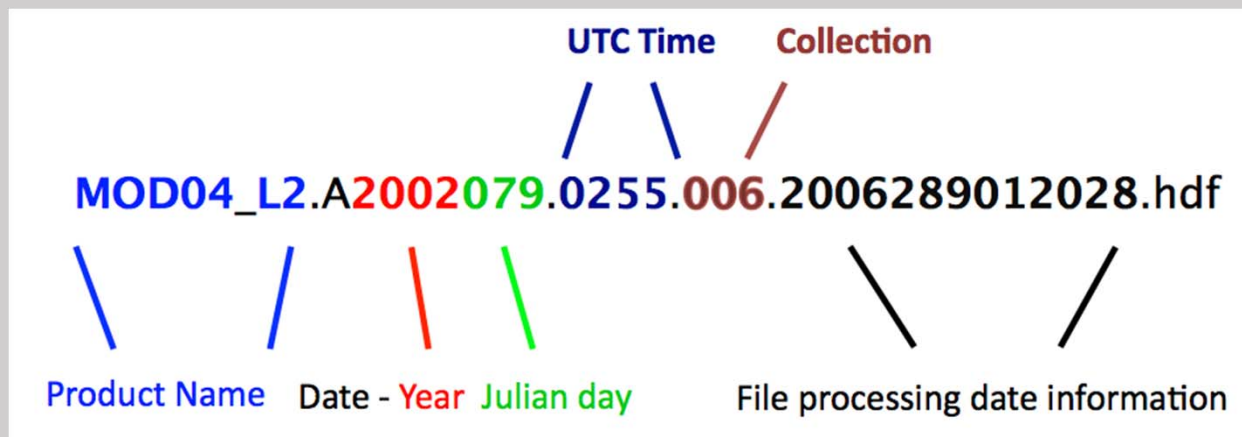 UTC Time Collection
MOD04_L2.A2002079.0255.006.2006289012028.hdf
Product Name Date - Year Julian day File processing date information